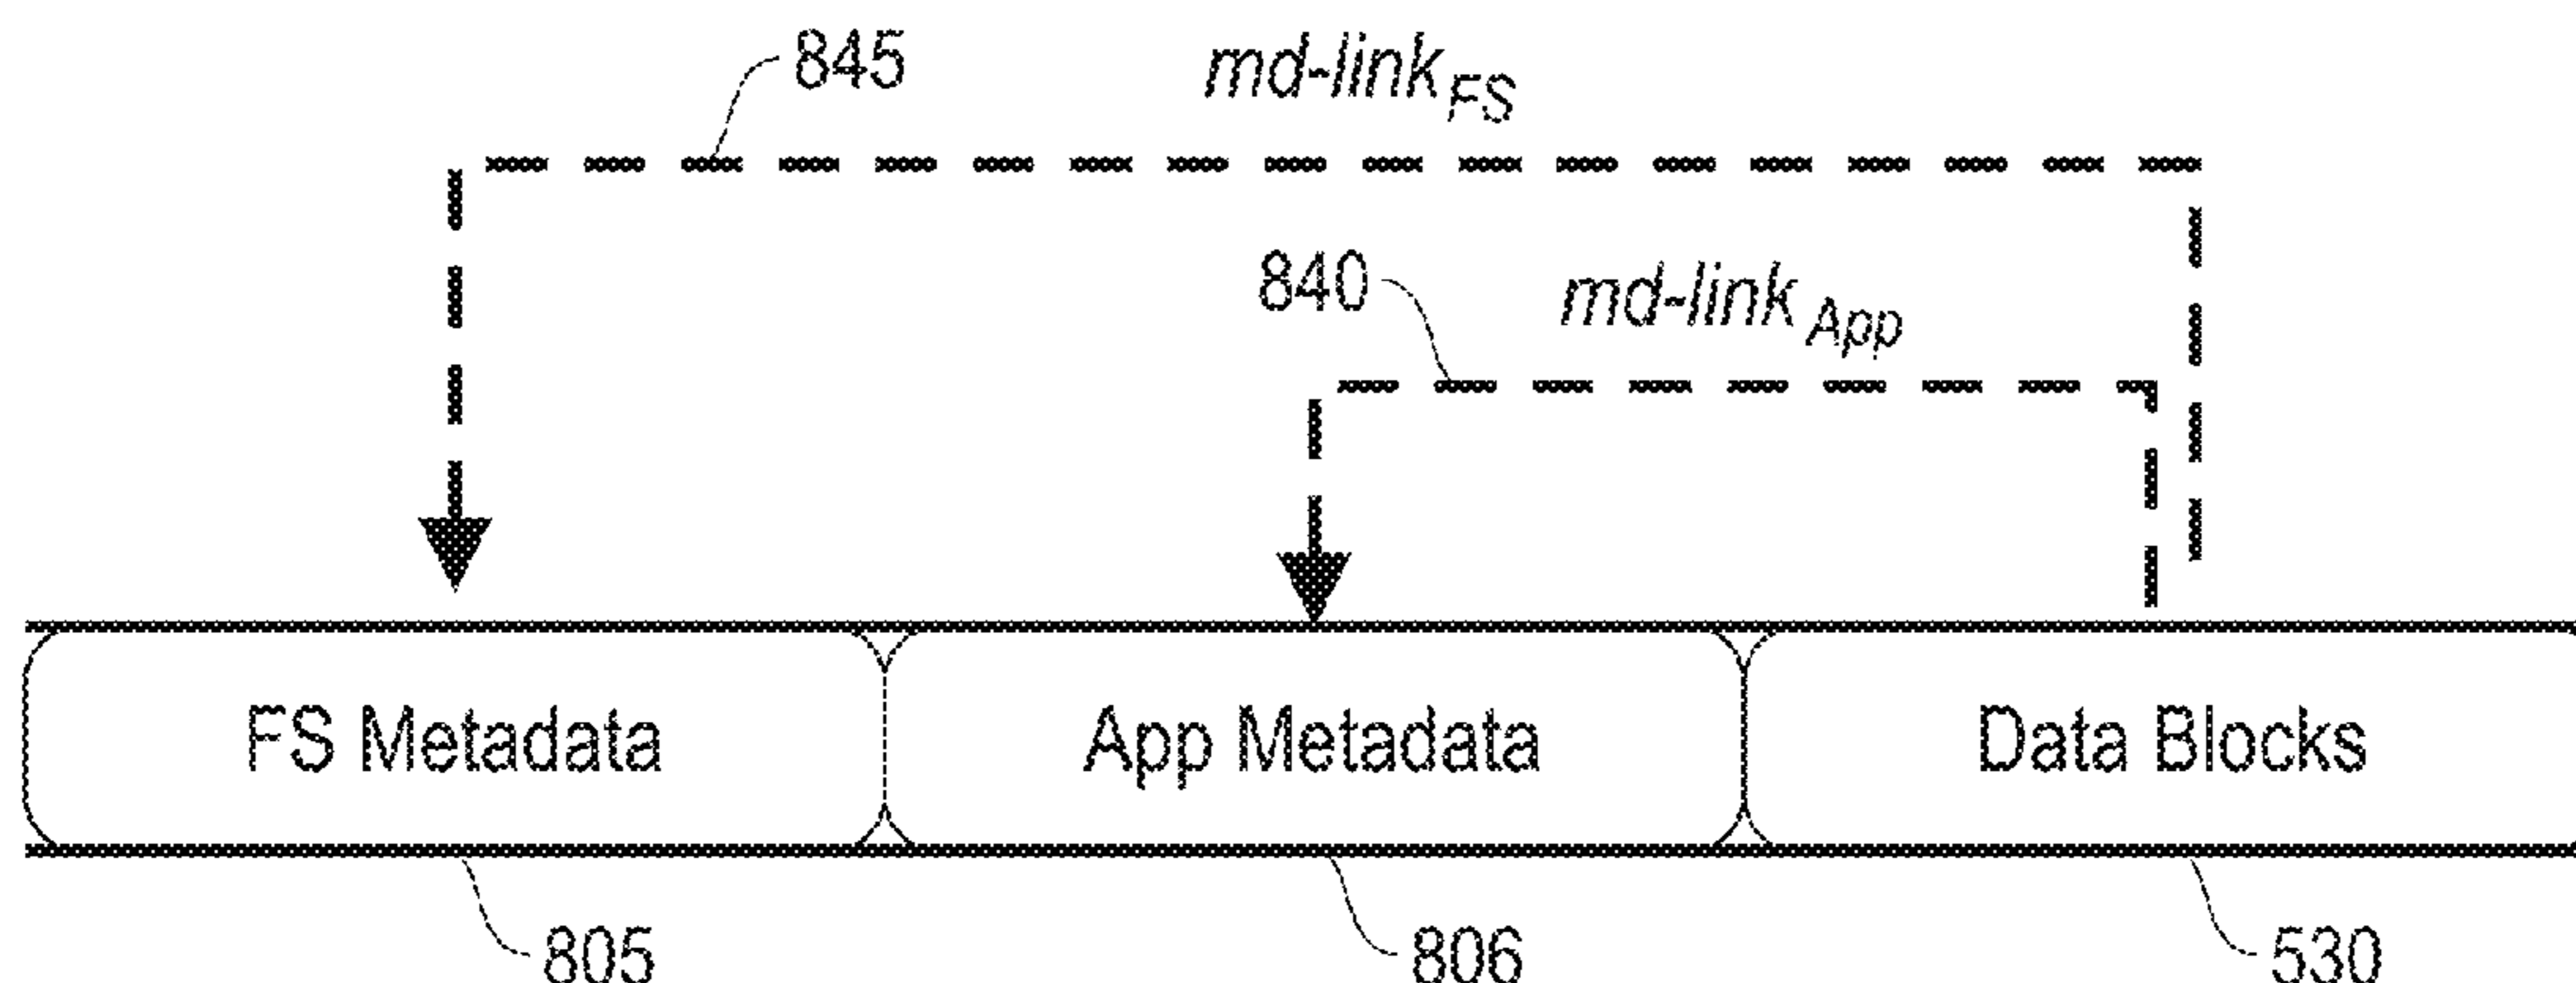 845 md-link FS
840 md-link App
FS Metadata App Metadata Data Blocks
805 806 530